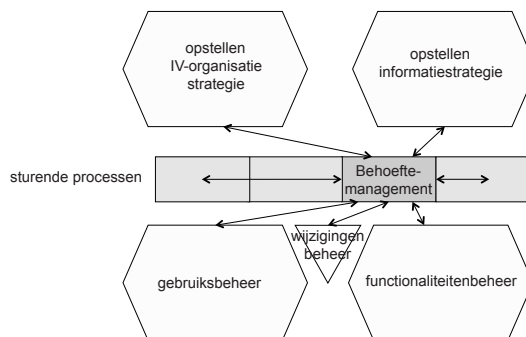 opstellen
IV-organisatie
strategie
opstellen
informatiestrategie
sturende processen
Behoefte-
management
wijzigingen
beheer
gebruiksbeheer
functionaliteitenbeheer